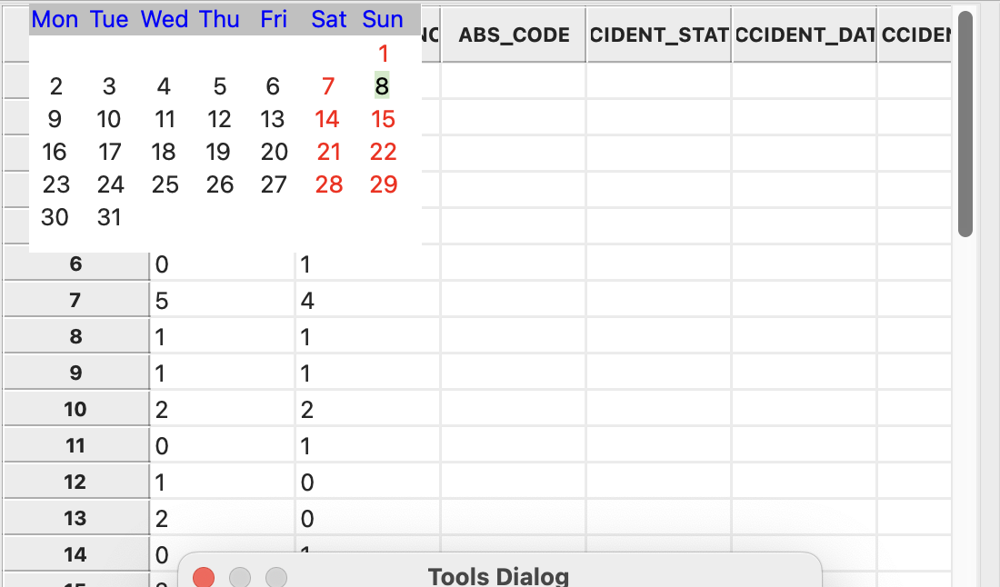 Mon Tue Wed Thu Fri Sat Sun
ABS_CODE CIDENT_STAT CCIDENT_DAT CCIDEN
1
2 3 4 5 6 7 8
9 10 11 12 13 14 15
16 17 18 19 20 21 22
23 24 25 26 27 28 29
30 31
6 0 1
7 5 4
8 1 1
9 1 1
10 2 2
11 0 1
12 1 0
13 2 0
14 0 1
Tools Dialog